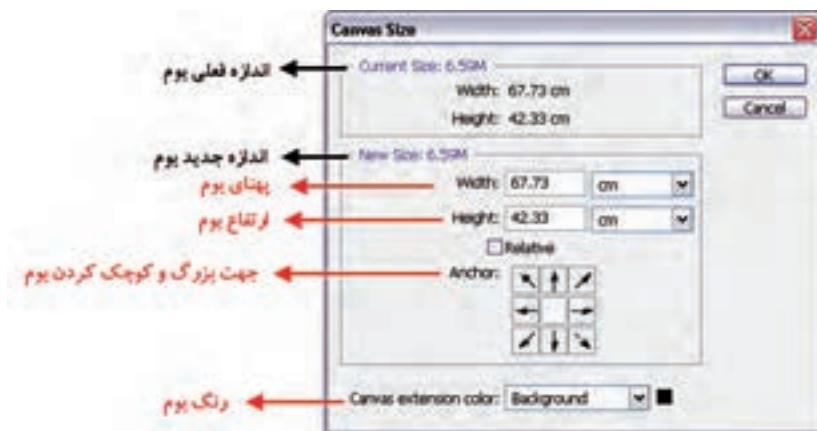 Canvas Size
اندازه فعلی بوم
Current Size: 6.59M
OK
Width: 67.73 cm
Cancel
Height: 42.33 cm
اندازه جدید بوم
New Size: 6.59M
پهنای بوم
Width: 67.73 cm
ارتفاع بوم
Height: 42.33 cm
Relative
جهت بزرگ و کوچک کردن بوم
Anchor:
رنگ بوم
Canvas extension color: Background